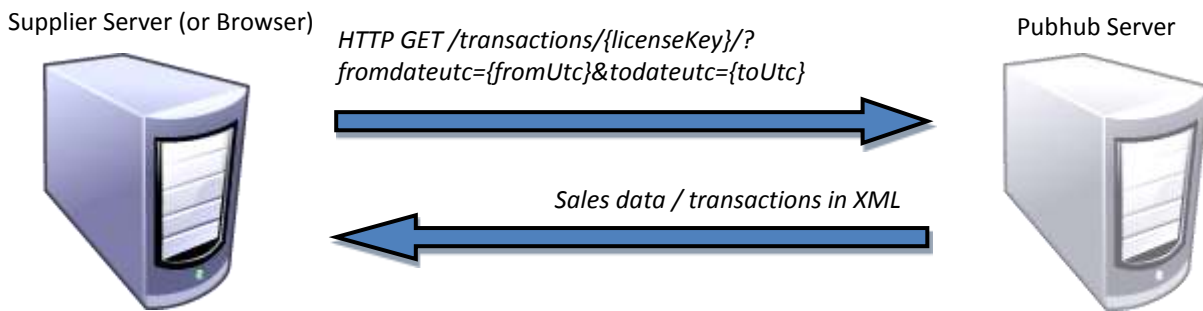 Supplier Server (or Browser)
HTTP GET /transactions/{licenseKey}/?
fromdateutc={fromUtc}&todateutc={toUtc}
Pubhub Server
Sales data / transactions in XML